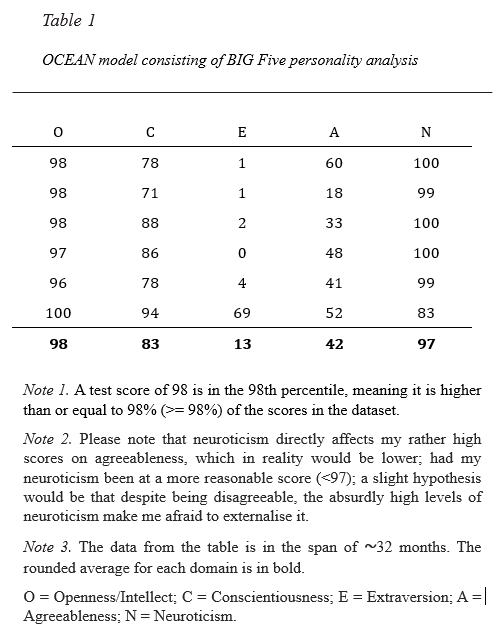 Table 1
OCEAN model consisting of BIG Five personality analysis
O C E A N
98 78 1 60 100
98 71 1 18 99
98 88 2 33 100
97 86 0 48 100
96 78 4 41 99
100 94 69 52 83
98 83 13 42 97
Note 1. A test score of 98 is in the 98th percentile, meaning it is higher
than or equal to 98% (>= 98%) of the scores in the dataset.
Note 2. Please note that neuroticism directly affects my rather high
scores on agreeableness, which in reality would be lower; had my
neuroticism been at a more reasonable score (<97); a slight hypothesis
would be that despite being disagreeable, the absurdly high levels of
neuroticism make me afraid to externalise it.
Note 3. The data from the table is in the span of ~32 months. The
rounded average for each domain is in bold.
O = Openness/Intellect; C = Conscientiousness; E = Extraversion; A =
Agreeableness; N = Neuroticism.